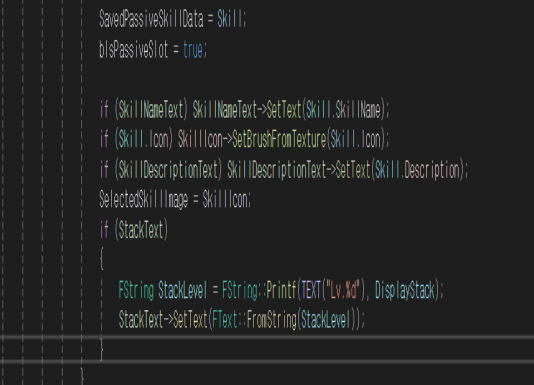 SavedPassiveSkillData = Skill;
bIsPassiveSlot = true;
if (SkillNameText) SkillNameText->SetText(Skill.SkillName);
if (Skill.Icon) SkillIcon->SetBrushFromTexture(Skill.Icon);
if (SkillDescriptionText) SkillDescriptionText->SetText(Skill.Description);
SelectedSkillImage = SkillIcon;
if (StackText)
{
FString StackLevel = FString::Printf(TEXT("Lv.%d"), DisplayStack);
StackText->SetText(FText::FromString(StackLevel));
}
}